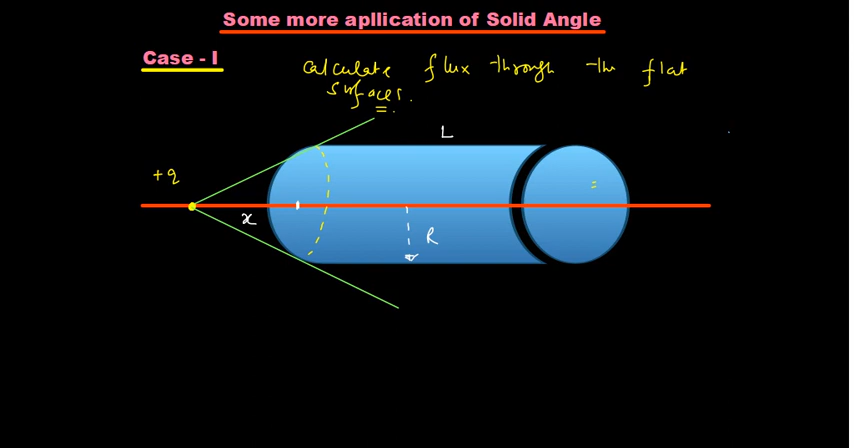 Some more apllication of Solid Angle
Case - I
Calculate flux through the flat
surfaces.
L
+q
x
R